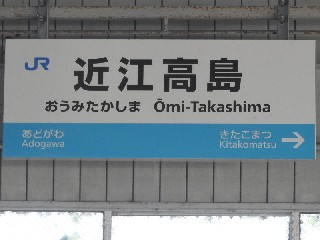 JR 近江高島
おうみたかしま Ōmi-Takashima
あどがわ きたこまつ →
Adogawa Kitakomatsu